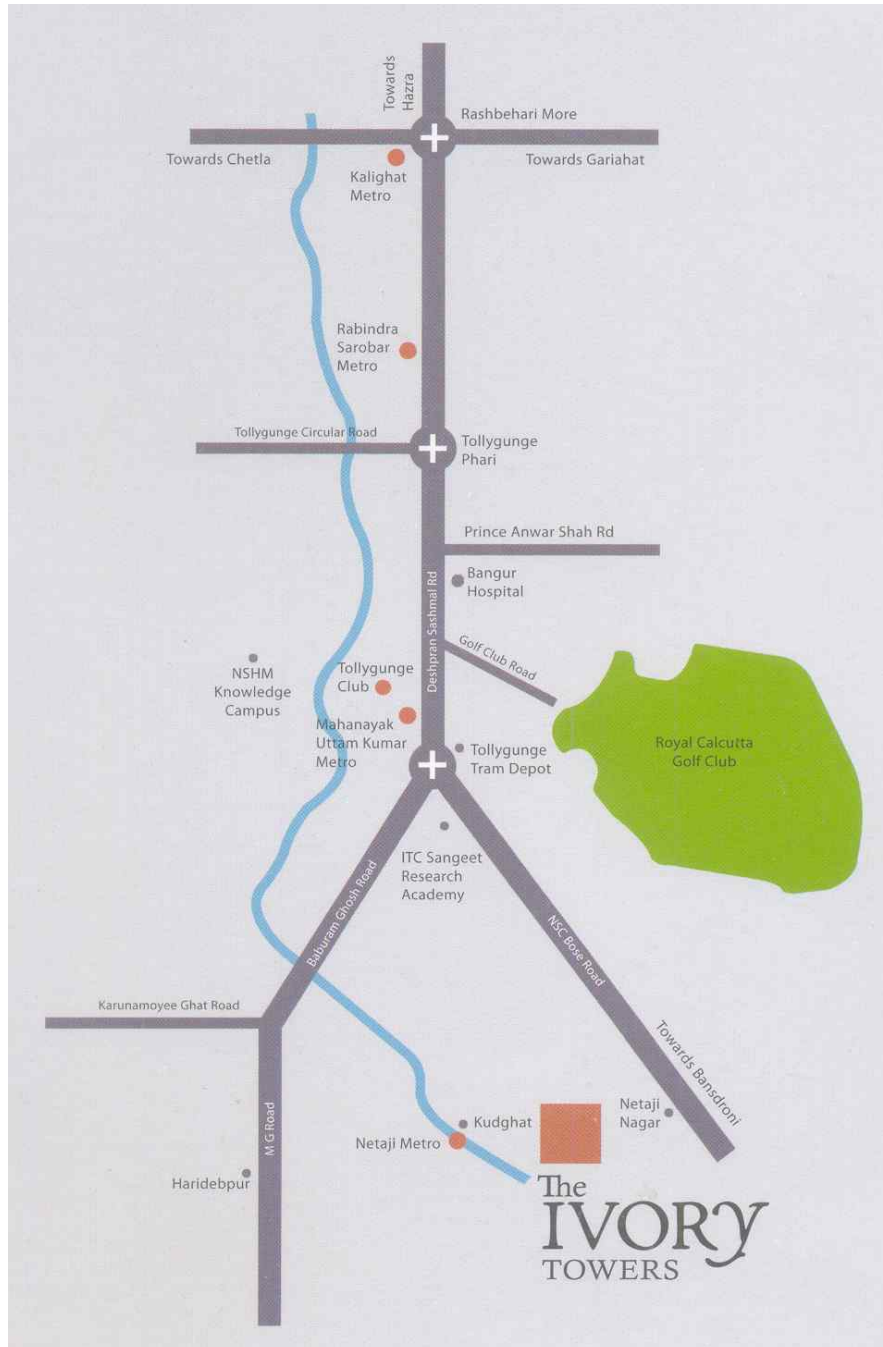 Towards
Hazra
Rashbehari More
Towards Chetla
Towards Gariahat
Kalighat
Metro
Rabindra
Sarobar
Metro
Tollygunge Circular Road
Tollygunge
Phari
Prince Anwar Shah Rd
Bangur
Hospital
Deshpran Sashmal Rd
Golf Club Road
NSHM
Knowledge
Campus
Tollygunge
Club
Mahanayak
Uttam Kumar
Metro
Tollygunge
Tram Depot
Royal Calcutta
Golf Club
ITC Sangeet
Research
Academy
Baburam Ghosh Road
NSC Bose Road
Karunamoyee Ghat Road
Towards Bansdroni
M G Road
Kudghat
Netaji
Nagar
Netaji Metro
Haridebpur
The
IVORY
TOWERS